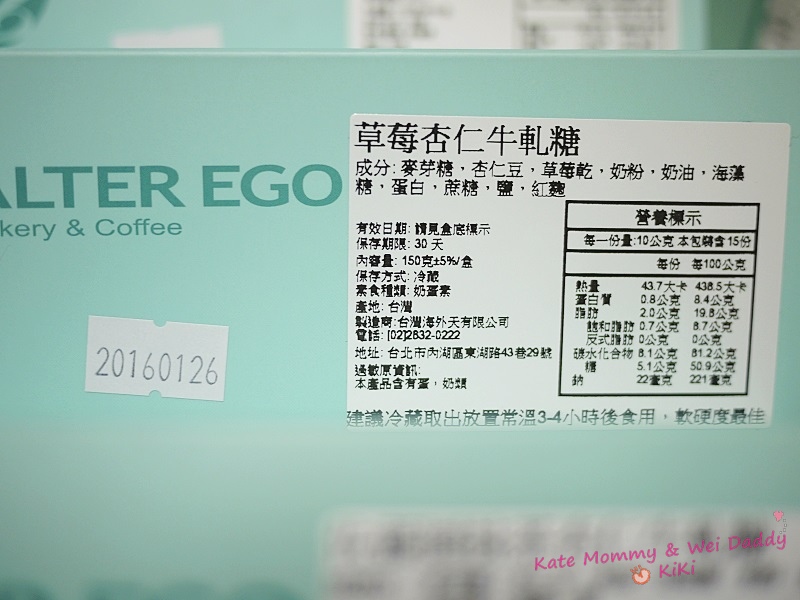 ALTER EGO
kery & Coffee
20160126
草莓杏仁牛軋糖
成分: 麥芽糖，杏仁豆，草莓乾，奶粉，奶油，海藻
糖，蛋白，蔗糖，鹽，紅麴
有效日期: 請見盒底標示
保存期限: 30 天
內容量: 150克±5%/盒
保存方式: 冷藏
素食種類: 奶蛋素
產地: 台灣
製造商: 台灣海外天有限公司
電話: (02)2832-0222
地址: 台北市內湖區東湖路43巷29號
過敏原資訊:
本產品含有蛋，奶類
營養標示
每一份量:10公克 本包裝含15份
每份 每100公克
熱量 43.7大卡 438.5大卡
蛋白質 0.8公克 8.4公克
脂肪 2.0公克 19.8公克
飽和脂肪 0.7公克 8.7公克
反式脂肪 0公克 0公克
碳水化合物 8.1公克 81.2公克
糖 5.1公克 50.9公克
鈉 22毫克 221毫克
建議冷藏取出放置常溫3-4小時後食用，軟硬度最佳
Kate Mommy & Wei Daddy
KiKi